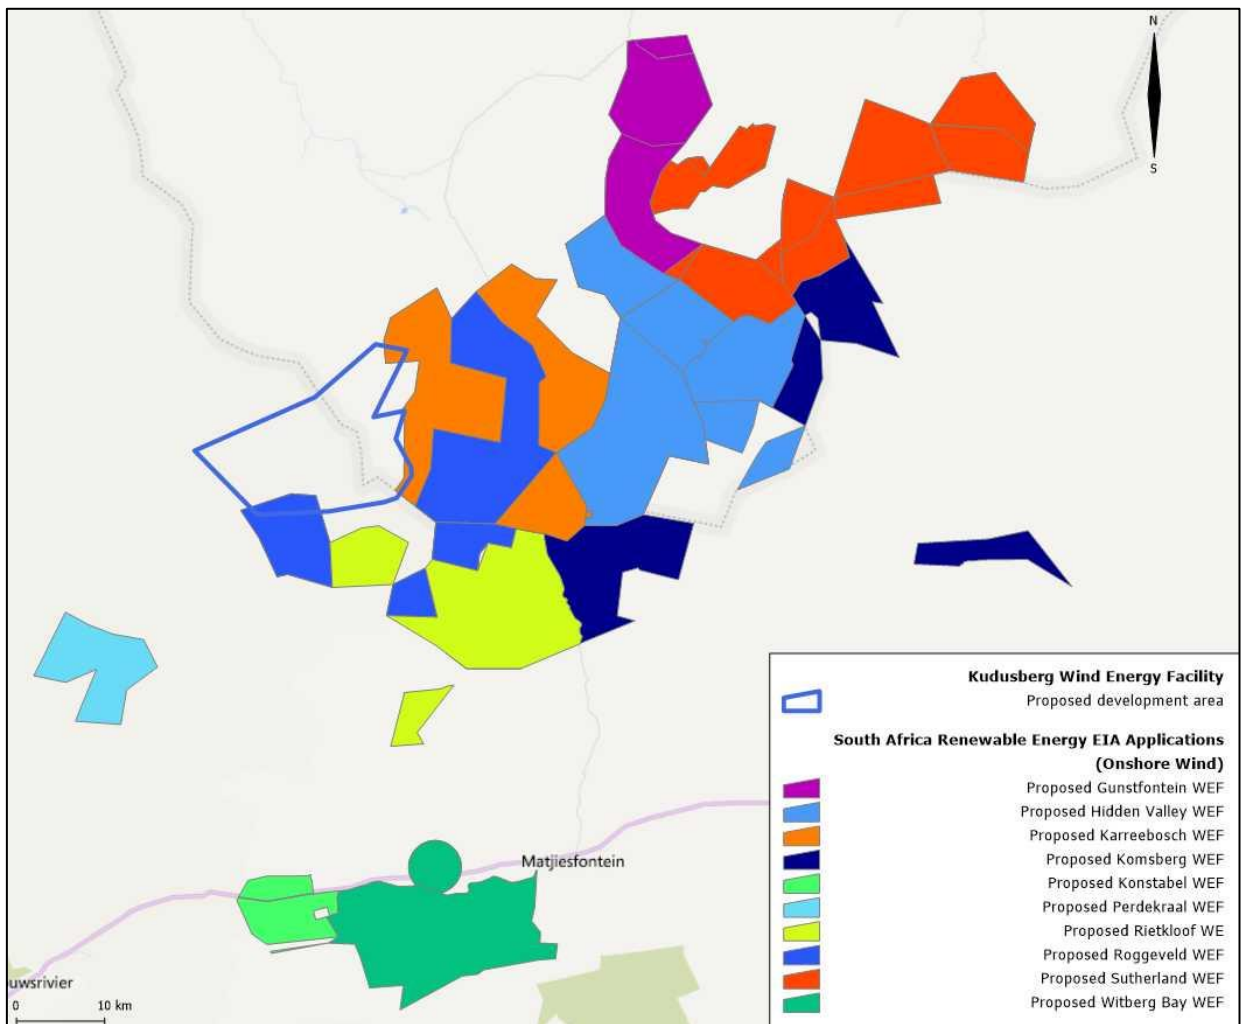 N
S
Kudusberg Wind Energy Facility
Proposed development area
South Africa Renewable Energy EIA Applications
(Onshore Wind)
Proposed Gunstfontein WEF
Proposed Hidden Valley WEF
Proposed Karreebosch WEF
Proposed Komsberg WEF
Proposed Konstabel WEF
Proposed Perdekraal WEF
Proposed Rietkloof WE
Proposed Roggeveld WEF
Proposed Sutherland WEF
Proposed Witberg Bay WEF
Matjiesfontein
uwsrivier
0 10 km